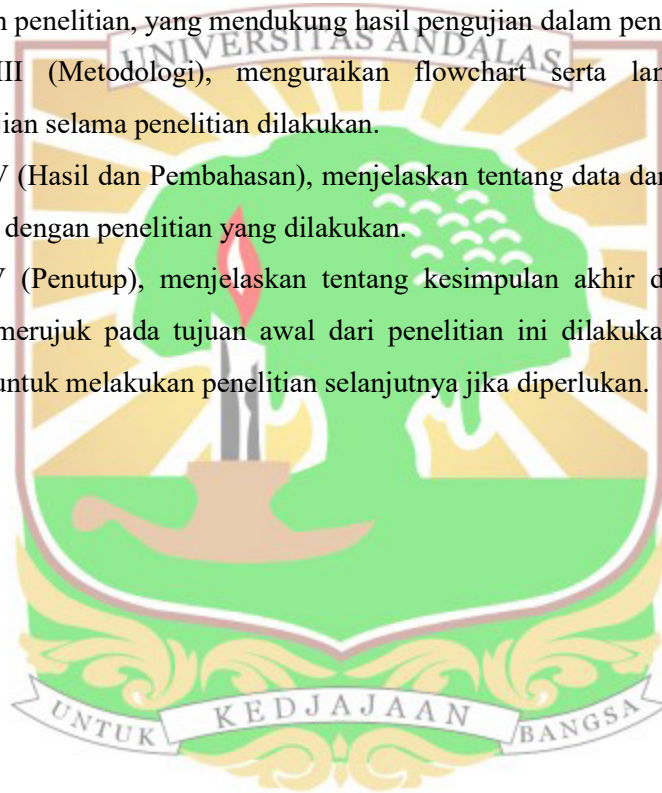 n penelitian, yang mendukung hasil pengujian dalam pen
UNIVERSITAS ANDALAS
III (Metodologi), menguraikan flowchart serta lan
jian selama penelitian dilakukan.
V (Hasil dan Pembahasan), menjelaskan tentang data dar
dengan penelitian yang dilakukan.
V (Penutup), menjelaskan tentang kesimpulan akhir d
merujuk pada tujuan awal dari penelitian ini dilakuka
untuk melakukan penelitian selanjutnya jika diperlukan.
UNTUK KEDJAJAAN BANGSA